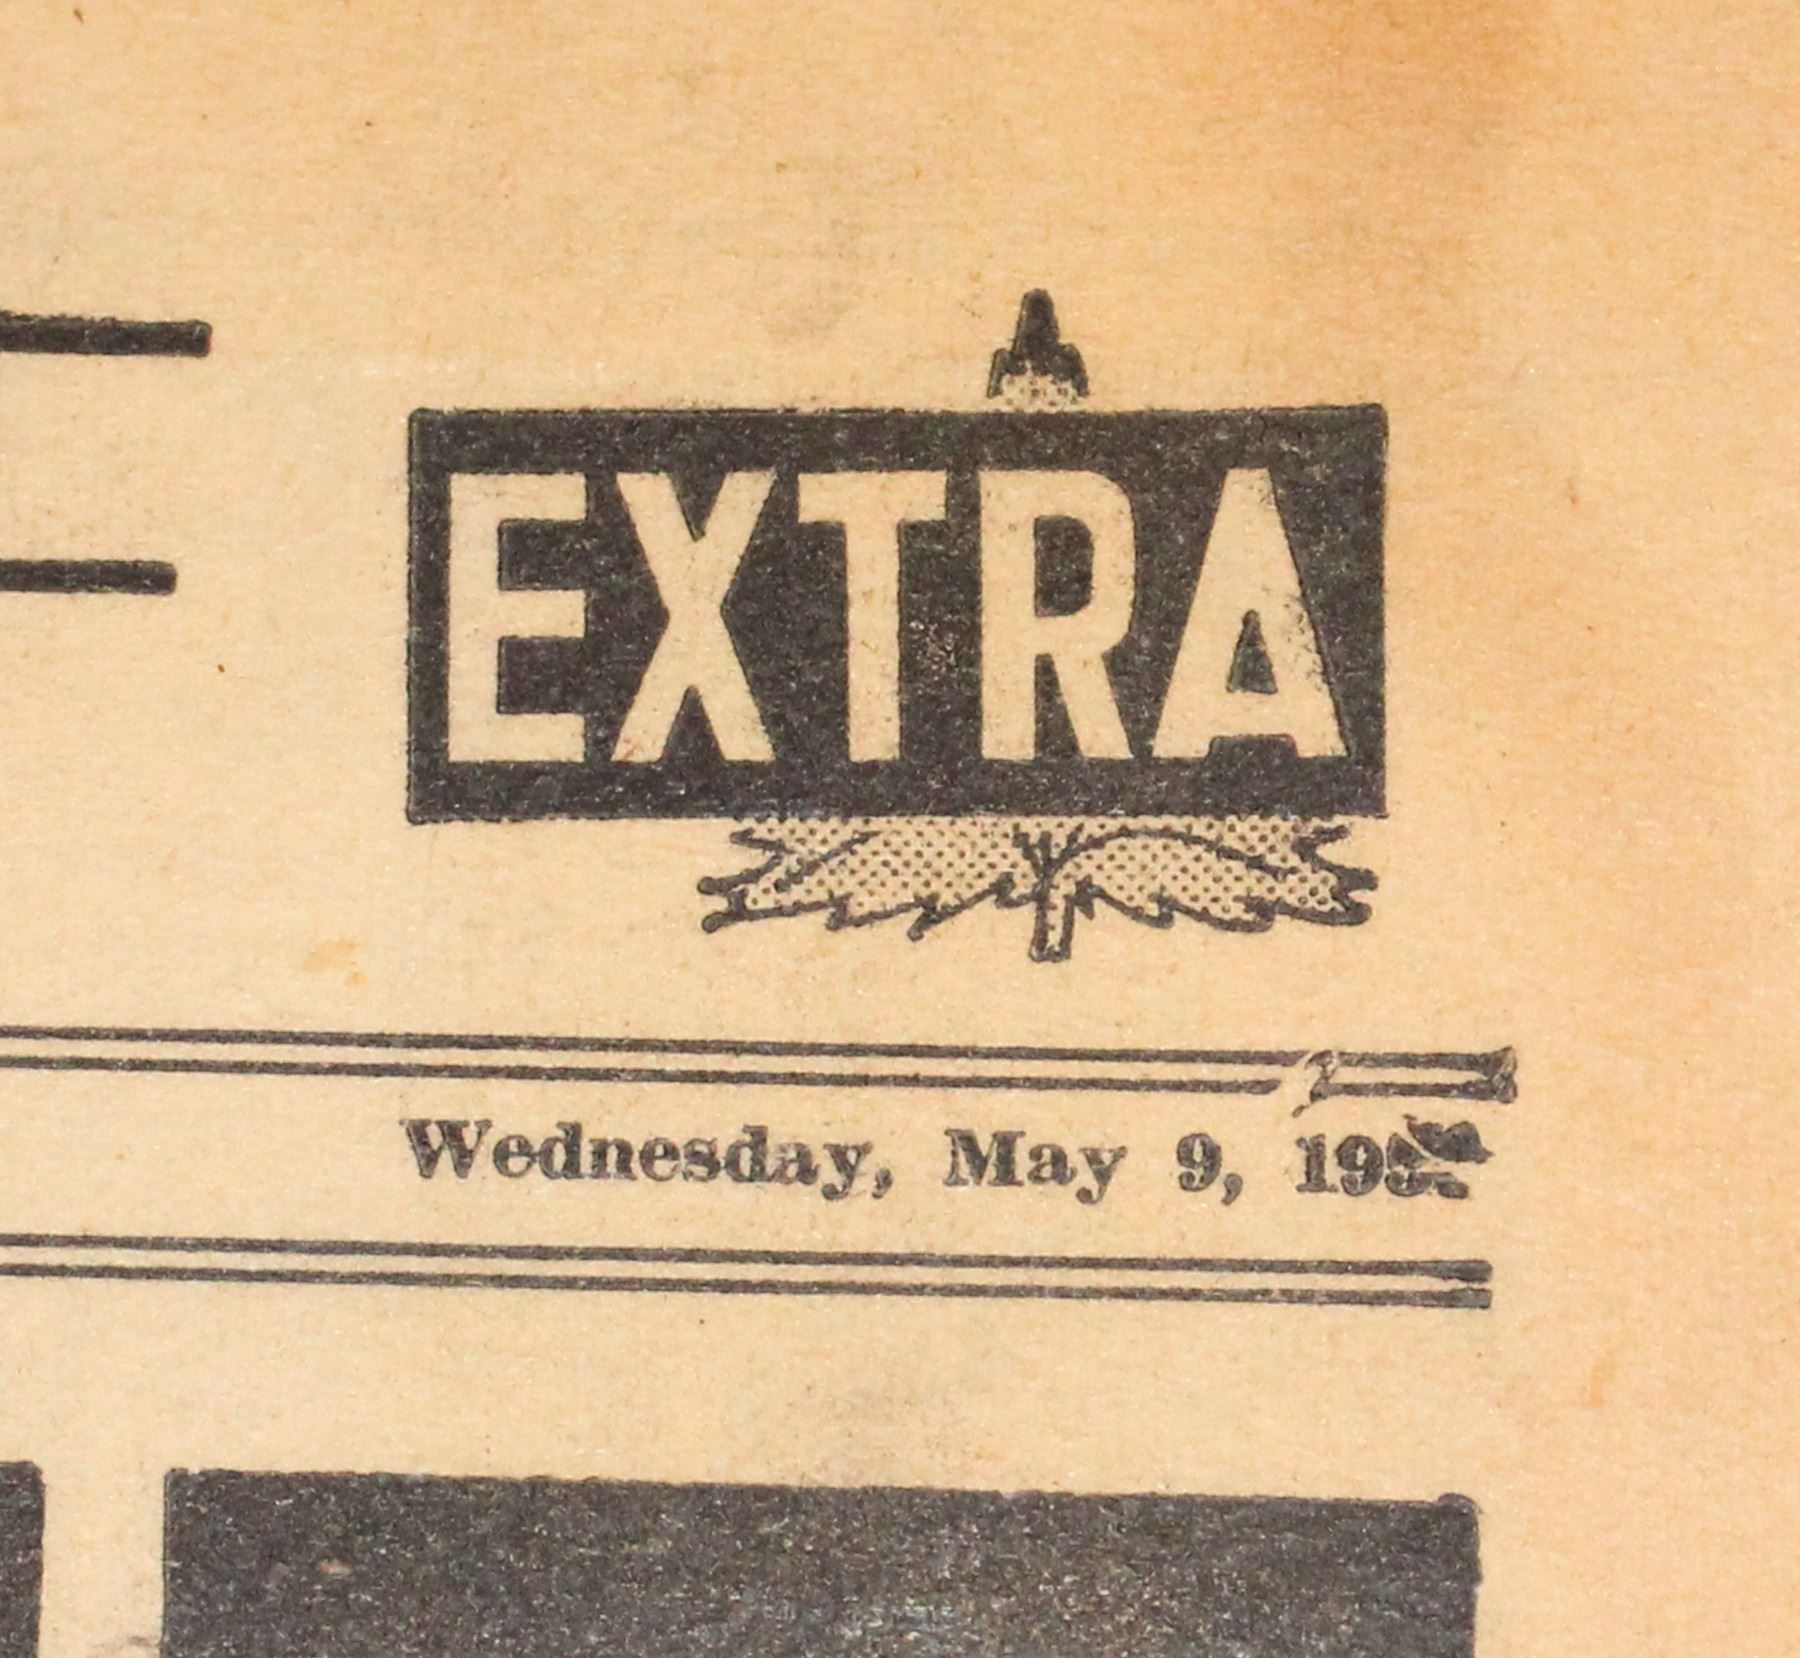 EXTRA
Wednesday, May 9,